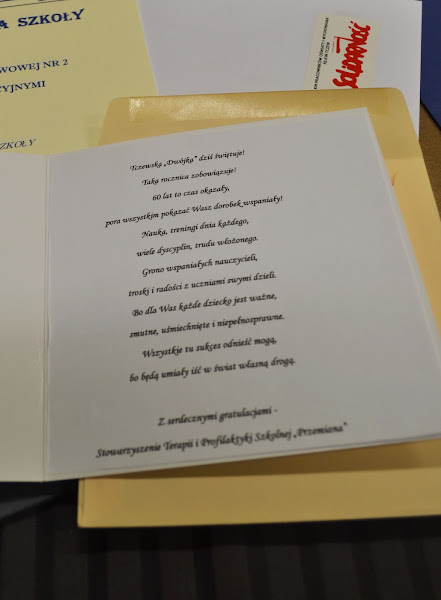 A SZKOŁY
WOWEJ NR 2
CYJNYMI
ZKOŁY
SOLIDARNOŚĆ
Tczewska „Dwójka” dziś świętuje!
Taka rocznica zobowiązuje!
60 lat to czas okazały,
pora wszystkim pokazać Wasz dorobek wspaniały!
Nauka, treningi dnia każdego,
wiele dyscyplin, trudu włożonego.
Grono wspaniałych nauczycieli,
troski i radości z uczniami swymi dzieli.
Bo dla Was każde dziecko jest ważne,
smutne, uśmiechnięte i niepełnosprawne.
Wszystkie tu sukces odnieść mogą,
bo będą umiały iść w świat własną drogą.
Z serdecznymi gratulacjami -
Stowarzyszenie Terapii i Profilaktyki Szkolnej „Przemiana”